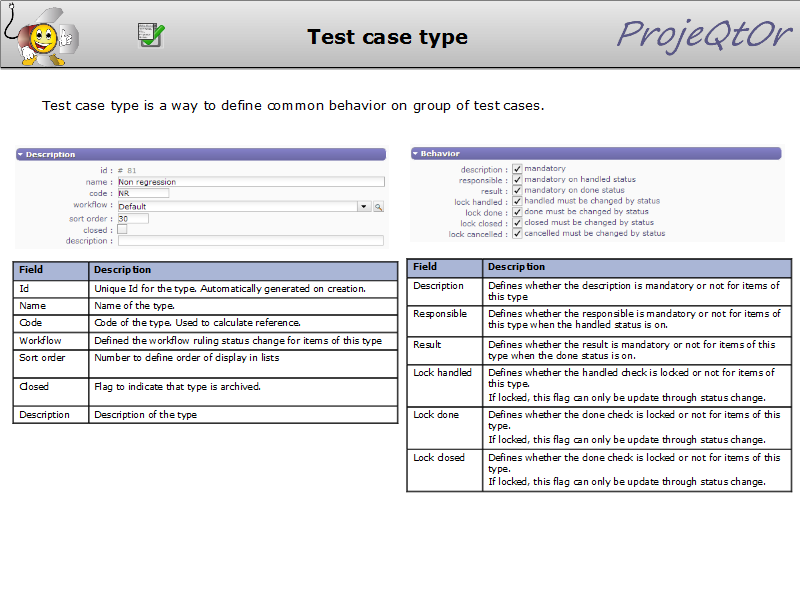 Test case type
ProjeQtOr
Test case type is a way to define common behavior on group of test cases.
Description
id : # 81
name : Non regression
code : NR
workflow : Default
sort order : 30
closed :
description :
Field Description
Id Unique Id for the type. Automatically generated on creation.
Name Name of the type.
Code Code of the type. Used to calculate reference.
Workflow Defined the workflow ruling status change for items of this type
Sort order Number to define order of display in lists
Closed Flag to indicate that type is archived.
Description Description of the type
Behavior
description : mandatory
responsible : mandatory on handled status
result : mandatory on done status
lock handled : handled must be changed by status
lock done : done must be changed by status
lock closed : closed must be changed by status
lock cancelled : cancelled must be changed by status
Field Description
Description Defines whether the description is mandatory or not for items of
this type
Responsible Defines whether the responsible is mandatory or not for items of
this type when the handled status is on.
Result Defines whether the result is mandatory or not for items of this
type when the done status is on.
Lock handled Defines whether the handled check is locked or not for items of
this type.
If locked, this flag can only be update through status change.
Lock done Defines whether the done check is locked or not for items of this
type.
If locked, this flag can only be update through status change.
Lock closed Defines whether the done check is locked or not for items of this
type.
If locked, this flag can only be update through status change.